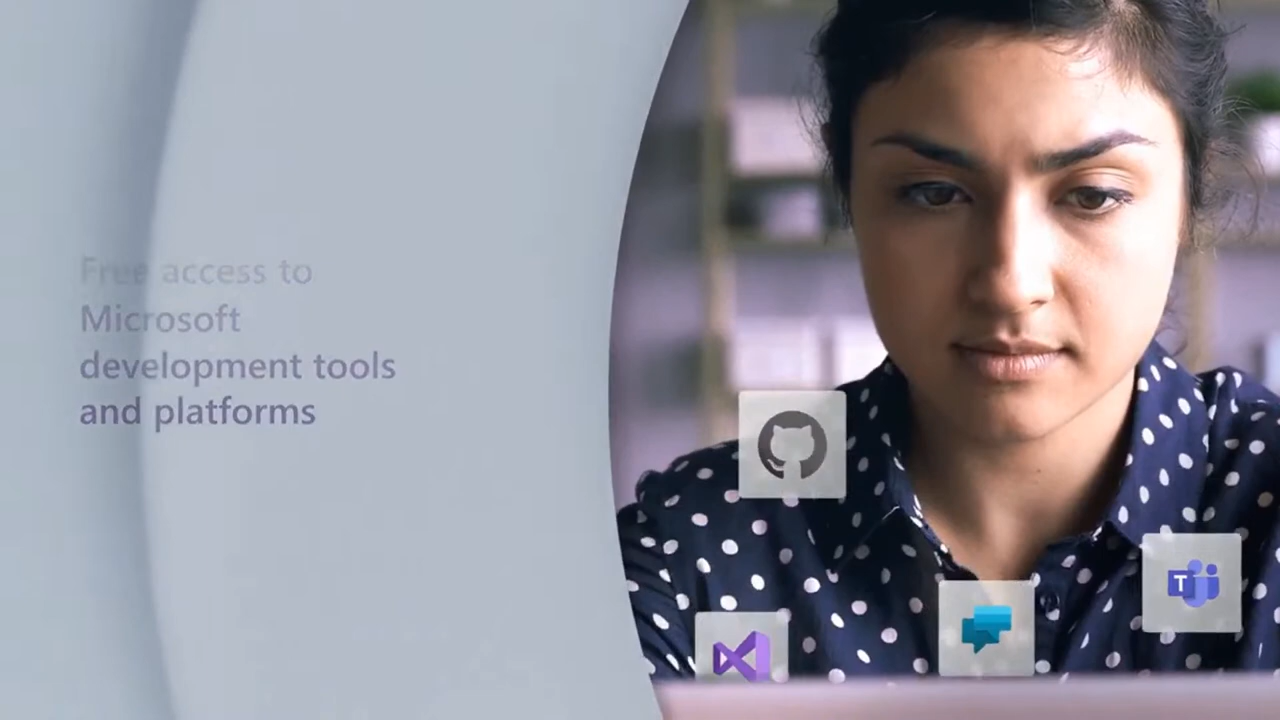 Free access to
Microsoft
development tools
and platforms
T